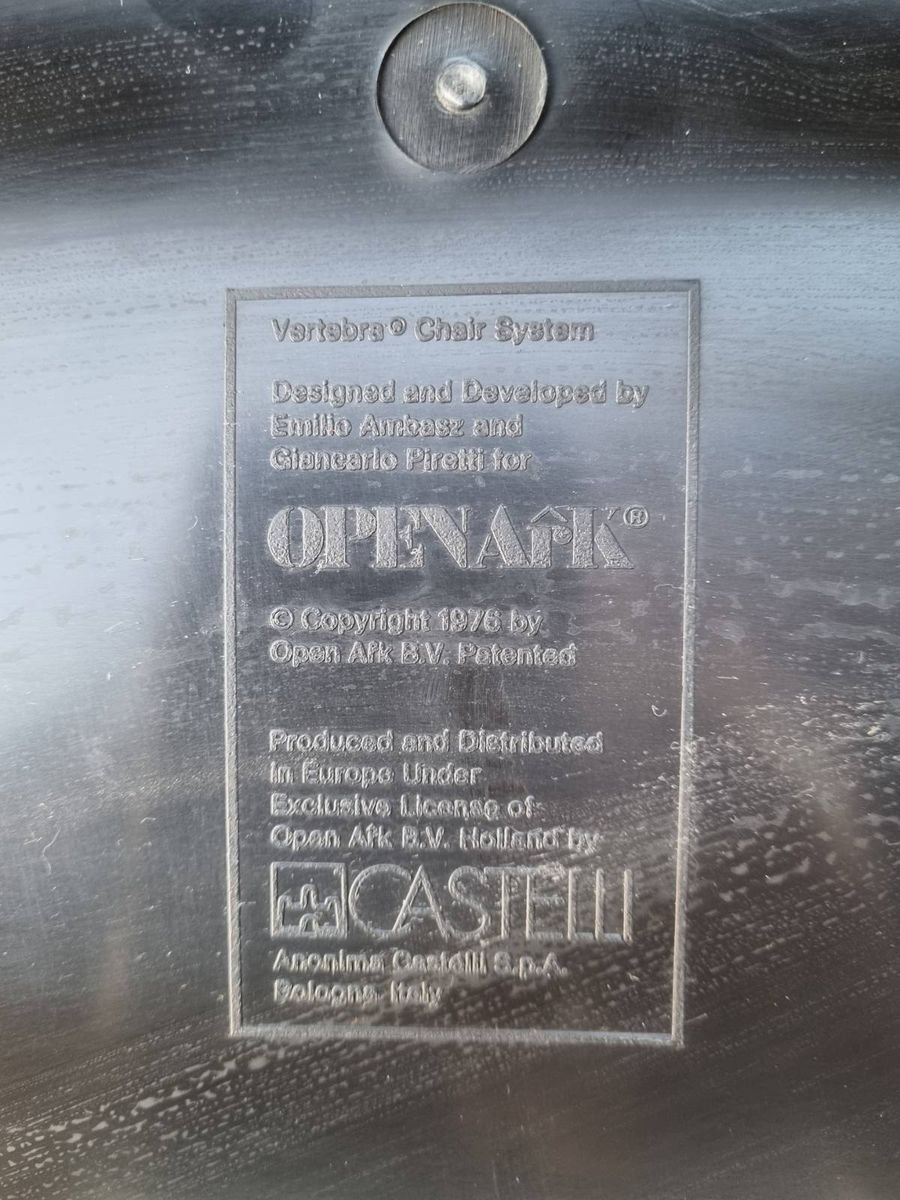 Vertebra® Chair System
Designed and Developed by
Emilio Ambasz and
Giancarlo Piretti for
OPENArK®
© Copyright 1976 by
Open Ark B.V. Patented
Produced and Distributed
in Europe Under
Exclusive License of
Open Ark B.V. Holland by
CASTELLI
Anonima Castelli S.p.A.
Bologna. Italy